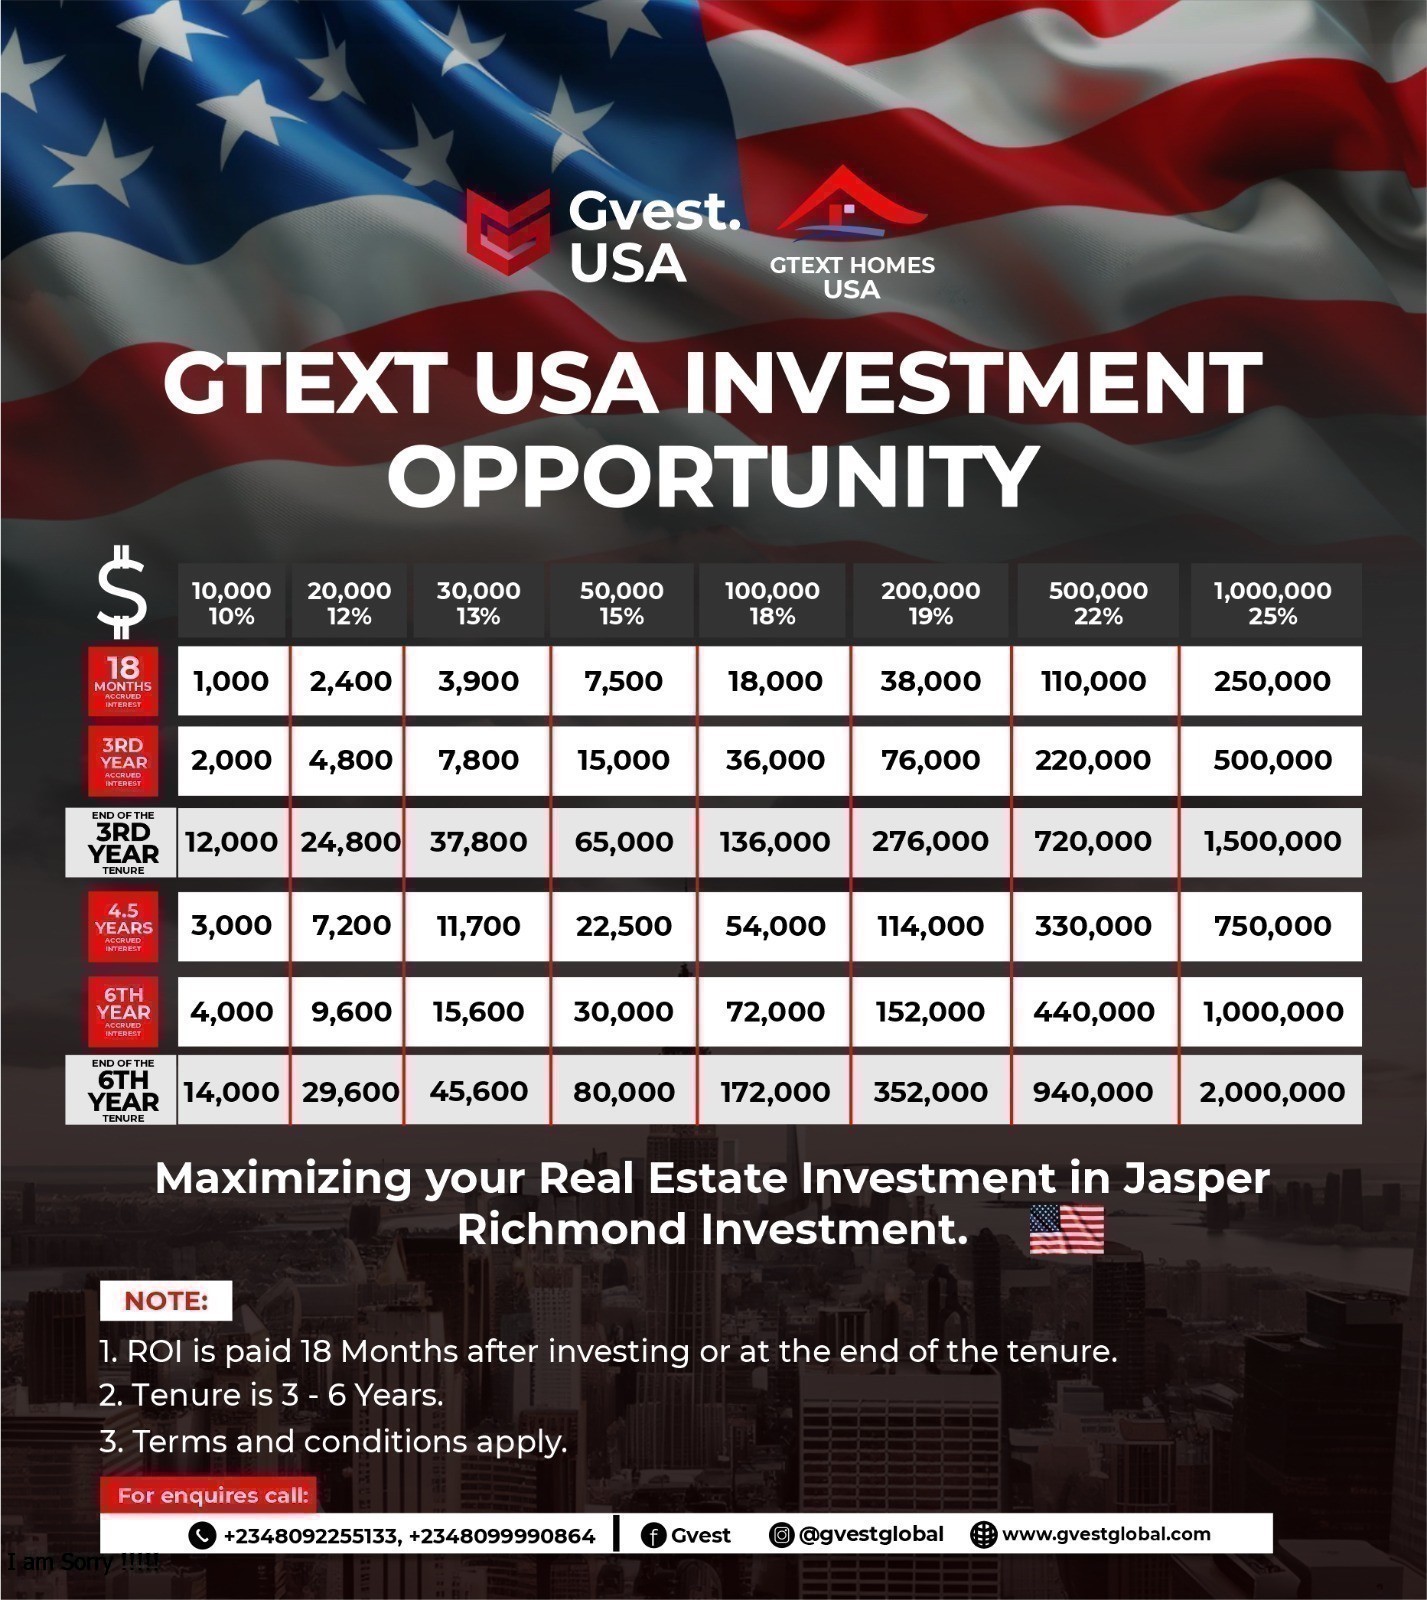 Gvest.
USA
GTEXT HOMES
USA
GTEXT USA INVESTMENT
OPPORTUNITY
$
10,000 20,000 30,000 50,000 100,000 200,000 500,000 1,000,000
10% 12% 13% 15% 18% 19% 22% 25%
18
MONTHS
ACCRUED
INTEREST
1,000 2,400 3,900 7,500 18,000 38,000 110,000 250,000
3RD
YEAR
ACCRUED
INTEREST
2,000 4,800 7,800 15,000 36,000 76,000 220,000 500,000
END OF THE
3RD
YEAR
TENURE
12,000 24,800 37,800 65,000 136,000 276,000 720,000 1,500,000
4.5
YEARS
ACCRUED
INTEREST
3,000 7,200 11,700 22,500 54,000 114,000 330,000 750,000
6TH
YEAR
ACCRUED
INTEREST
4,000 9,600 15,600 30,000 72,000 152,000 440,000 1,000,000
END OF THE
6TH
YEAR
TENURE
14,000 29,600 45,600 80,000 172,000 352,000 940,000 2,000,000
Maximizing your Real Estate Investment in Jasper
Richmond Investment.
NOTE:
1. ROI is paid 18 Months after investing or at the end of the tenure.
2. Tenure is 3 - 6 Years.
3. Terms and conditions apply.
For enquires call:
+2348092255133, +2348099990864 | Gvest @gvestglobal www.gvestglobal.com
I am Sorry !!!!!